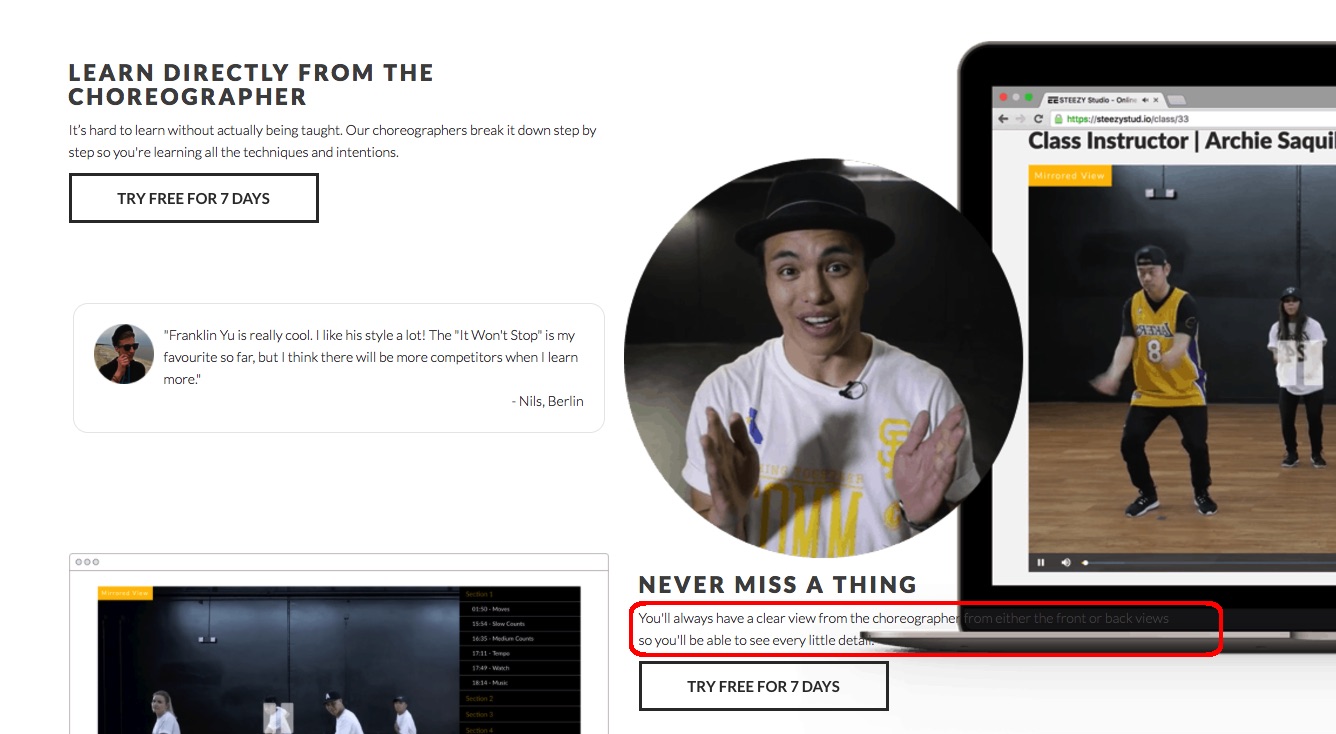 LEARN DIRECTLY FROM THE
CHOREOGRAPHER
It's hard to learn without actually being taught. Our choreographers break it down step by
step so you're learning all the techniques and intentions.
TRY FREE FOR 7 DAYS
"Franklin Yu is really cool. I like his style a lot! The "It Won't Stop" is my
favourite so far, but I think there will be more competitors when I learn
more."
- Nils, Berlin
STEEZY Studio - Online
https://steezystud.io/class/33
Class Instructor | Archie Saqui
Mirrored View
8
COMM
NEVER MISS A THING
You'll always have a clear view from the choreographer from either the front or back views
so you'll be able to see every little detail.
TRY FREE FOR 7 DAYS
Mirrored View
Section 1
01:50 - Moves
15:54 - Slow Counts
16:35 - Medium Counts
17:11 - Tempo
17:49 - Watch
18:14 - Music
Section 2
Section 3
Section 4